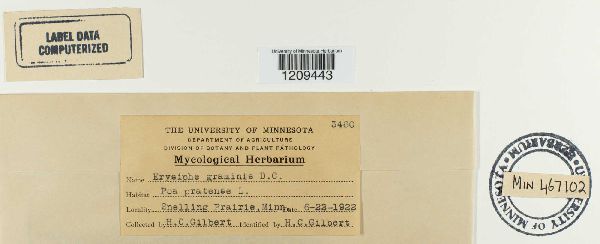 LABEL DATA
COMPUTERIZED
University of Minnesota Herbarium
1209443
3460
THE UNIVERSITY OF MINNESOTA
DEPARTMENT OF AGRICULTURE
DIVISION OF BOTANY AND PLANT PATHOLOGY
Mycological Herbarium
Name Erysiphe graminis D.C.
Habitat Poa pratense L.
Locality Snelling Prairie, Minn Date 6-23-1922
Collected by H.C.Gilbert Identified by H.C.Gilbert
UNIVERSITY OF MINNESOTA
HERBARIUM
MIN 467102